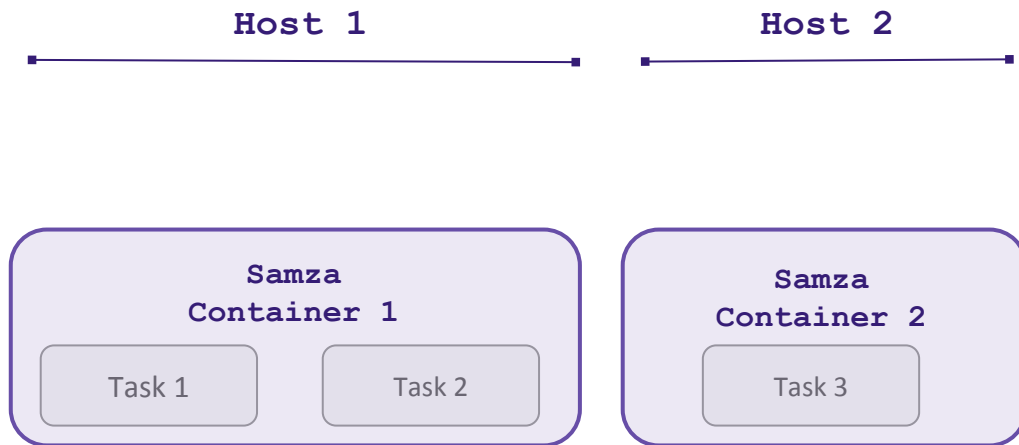 Host 1
Host 2
Samza
Container 1
Samza
Container 2
Task 1
Task 2
Task 3